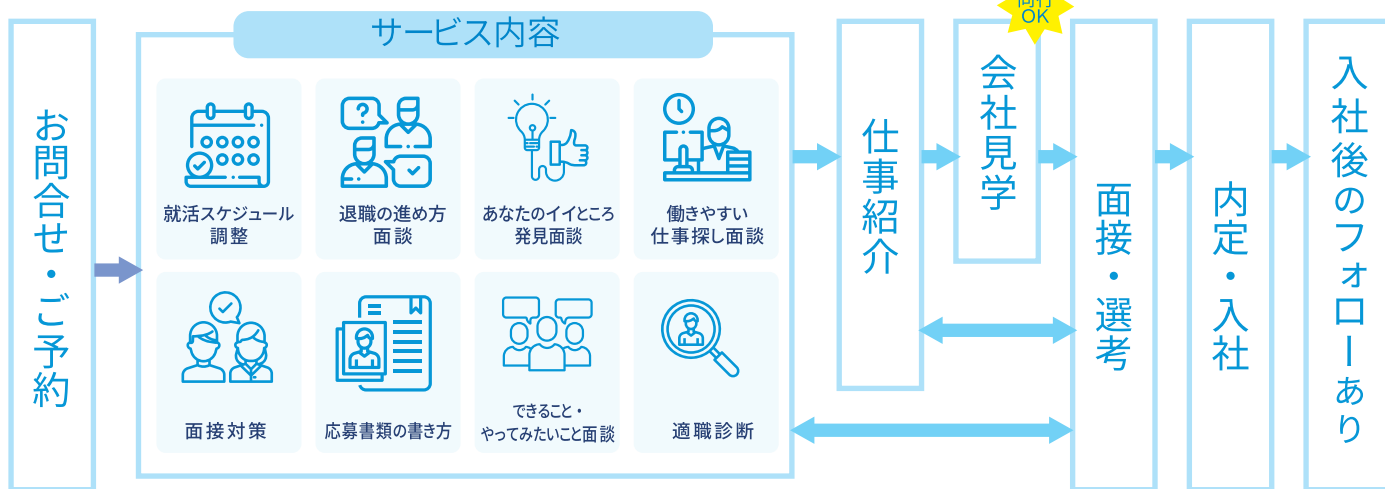 お問合せ・ご予約
サービス内容
就活スケジュール
調整
退職の進め方
面談
?
あなたのイイところ
発見面談
働きやすい
仕事探し面談
面接対策
応募書類の書き方
できること・
やってみたいこと面談
適職診断
仕事紹介
同行
OK
会社見学
面接・選考
内定・入社
入社後のフォローあり